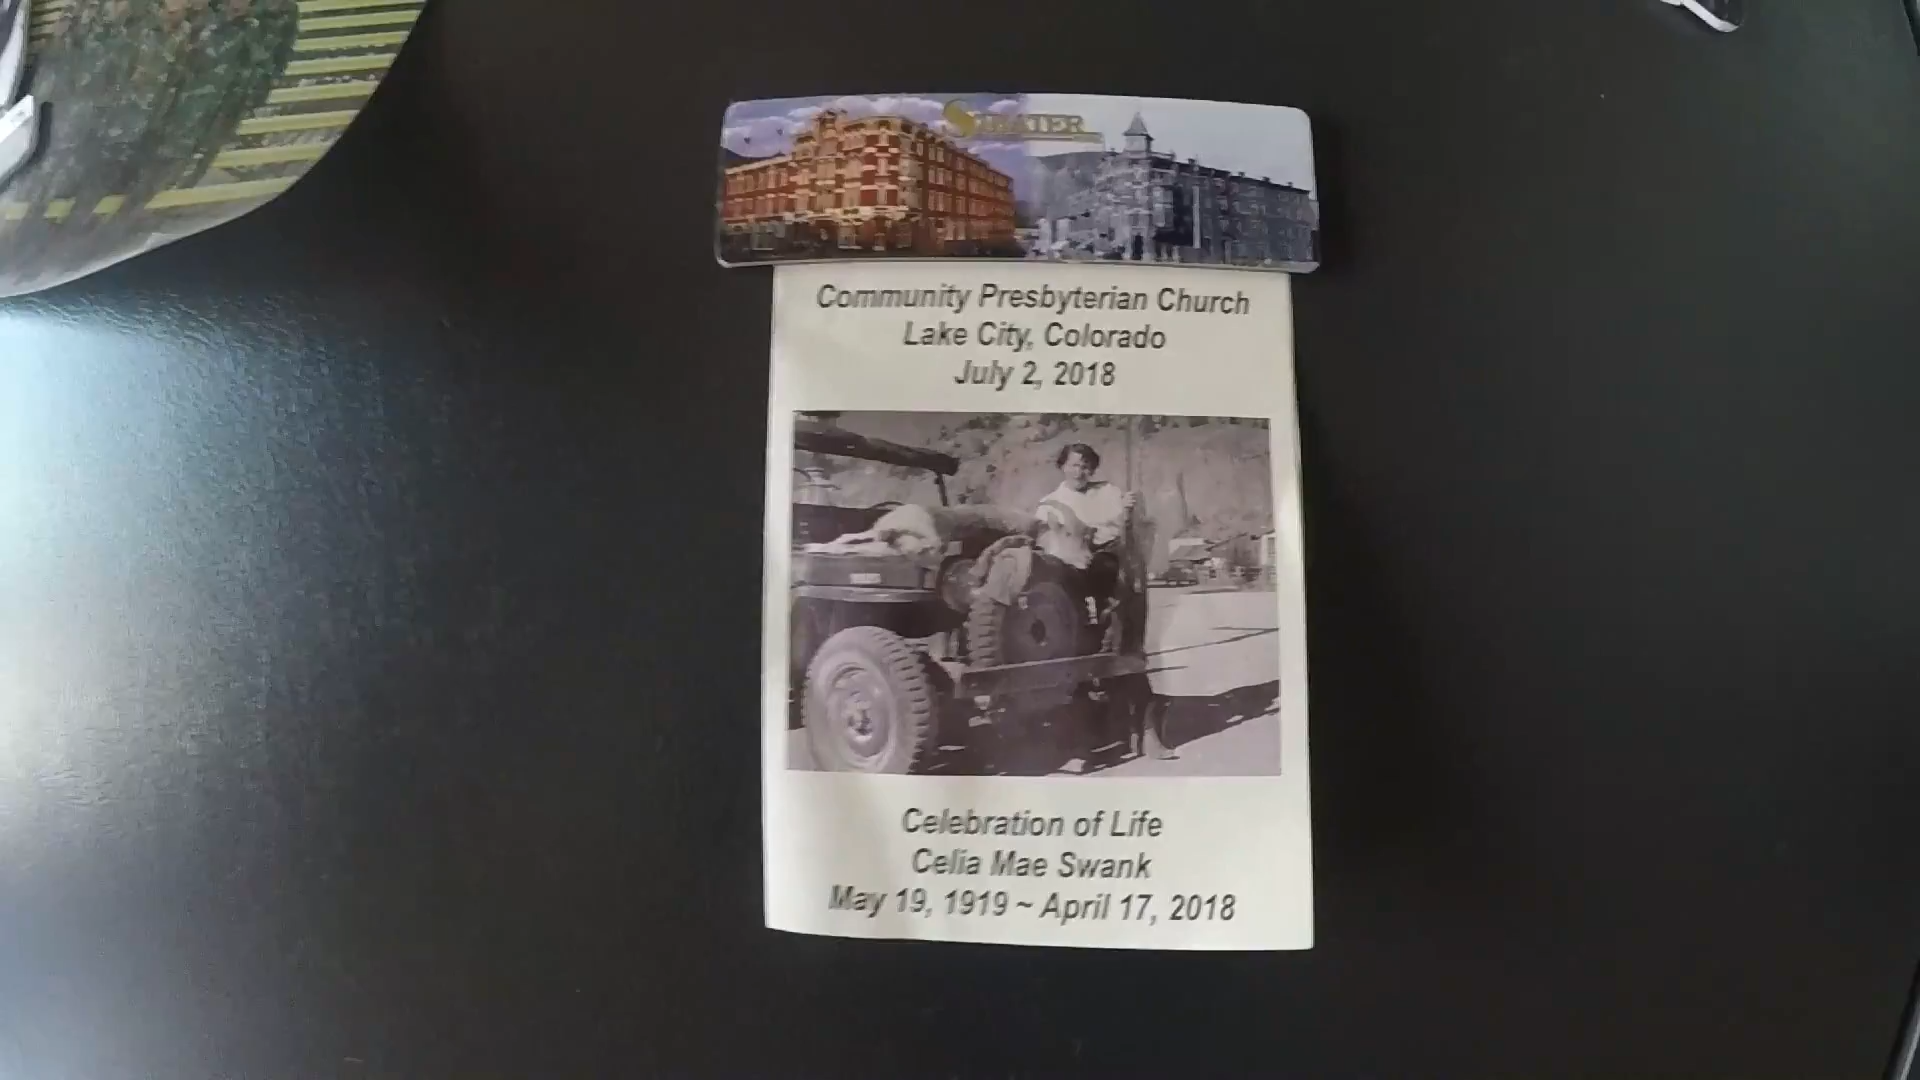 STRATER
Community Presbyterian Church
Lake City, Colorado
July 2, 2018
Celebration of Life
Celia Mae Swank
May 19, 1919 ~ April 17, 2018